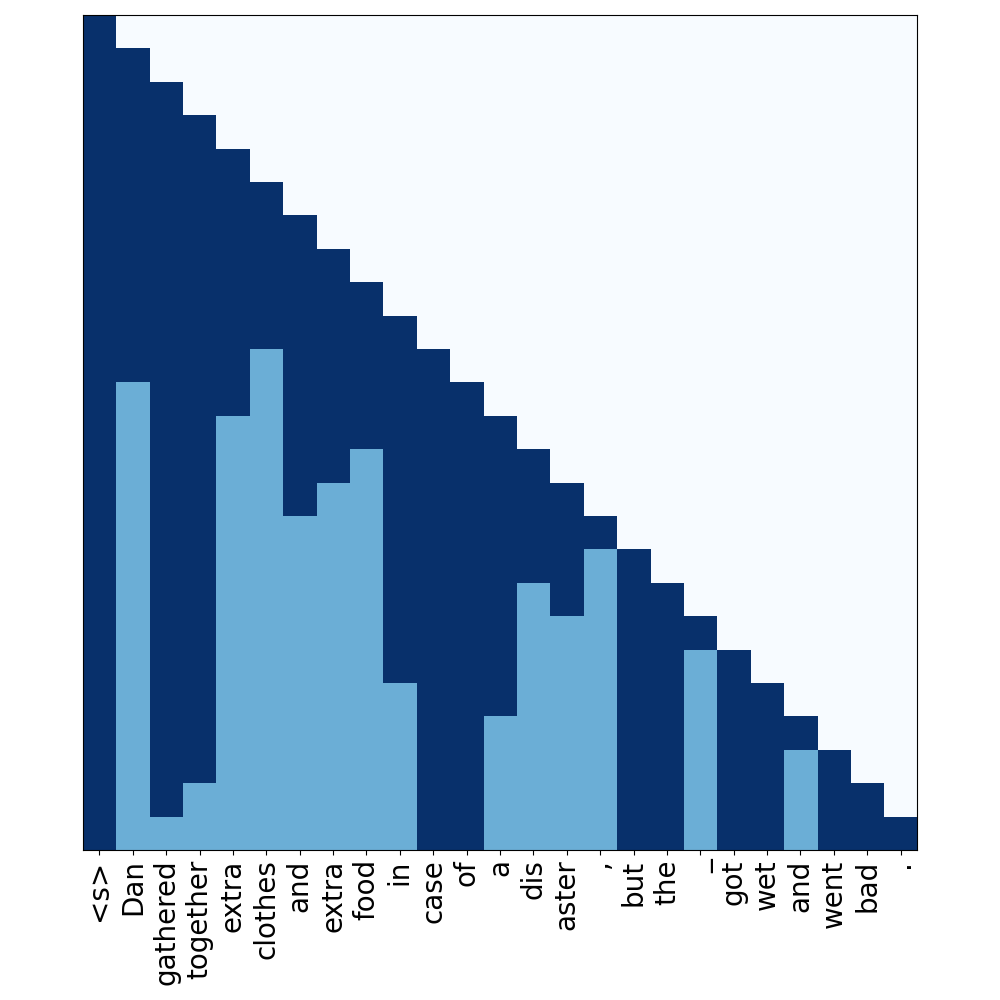 <s> Dan gathered together extra clothes and extra food in case of a dis aster , but the _ got wet and went bad .